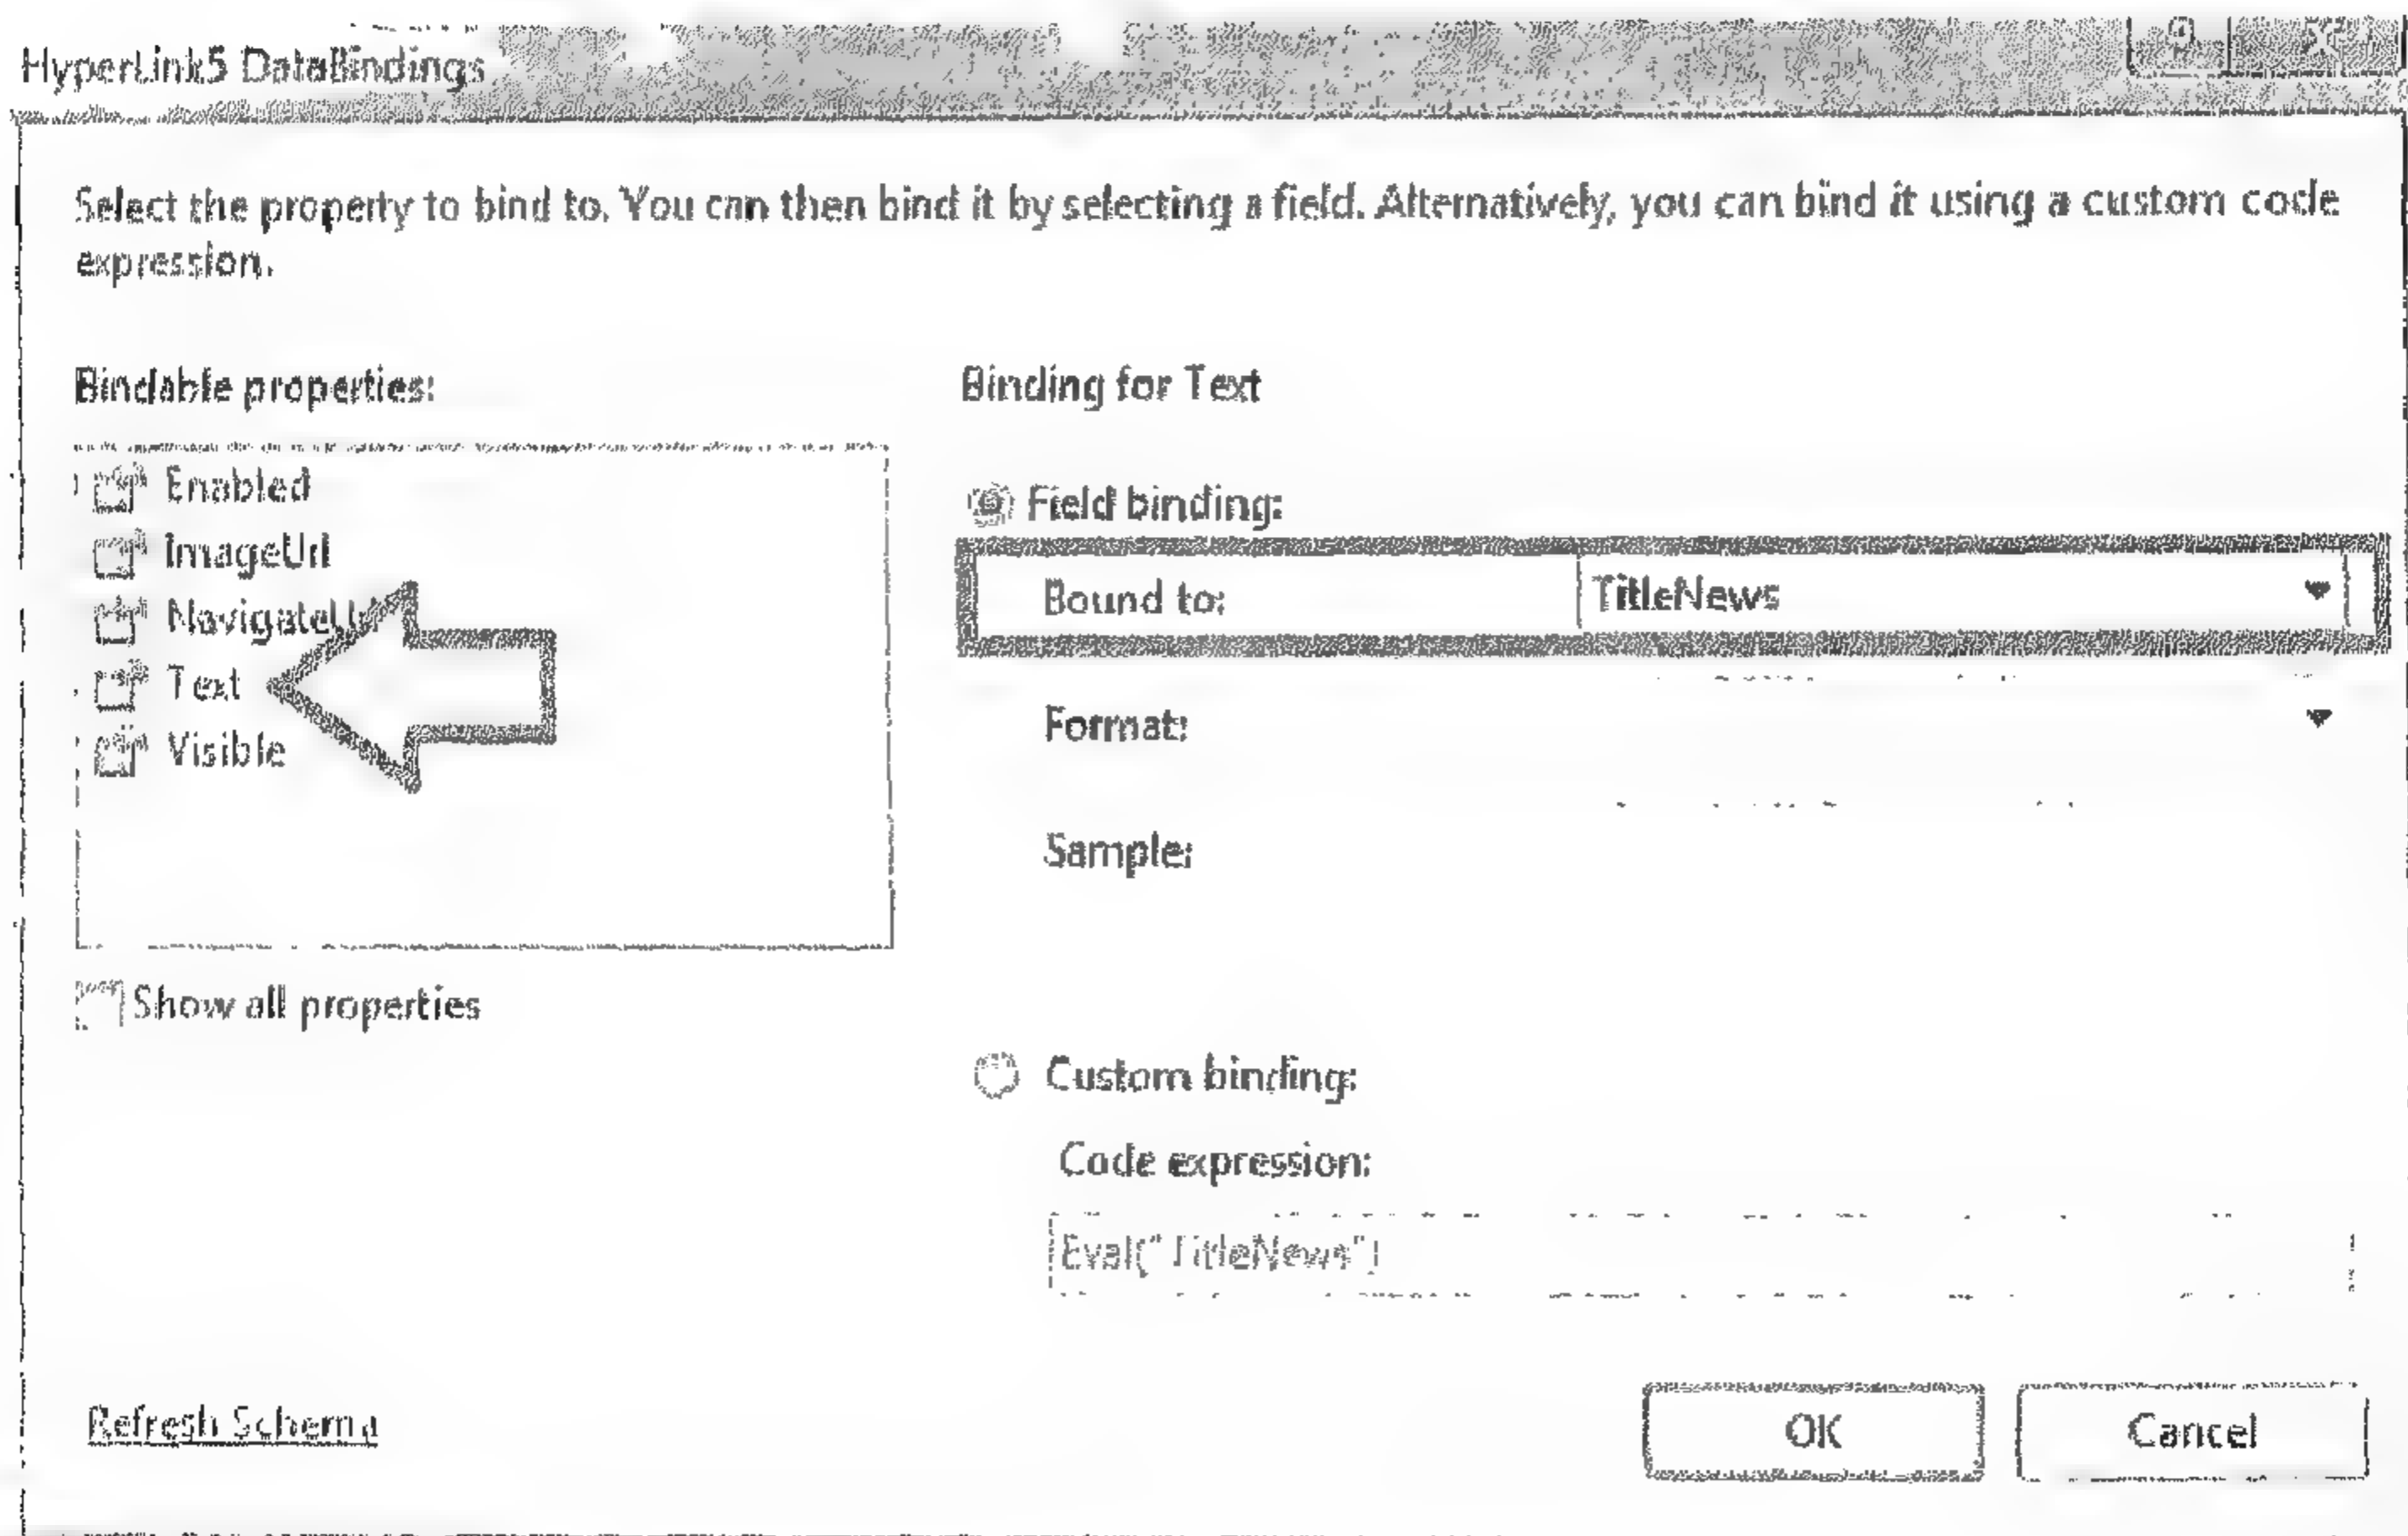 HyperLink5 DataBindings
Select the property to bind to. You can then bind it by selecting a field. Alternatively, you can bind it using a custom code
expression.
Bindable properties:
Enabled
ImageUrl
NavigateUrl
Text
Visible
Show all properties
Binding for Text
Field binding:
Bound to: TitleNews
Format:
Sample:
Custom binding:
Code expression:
Eval("TitleNews")
Refresh Schema
OK Cancel